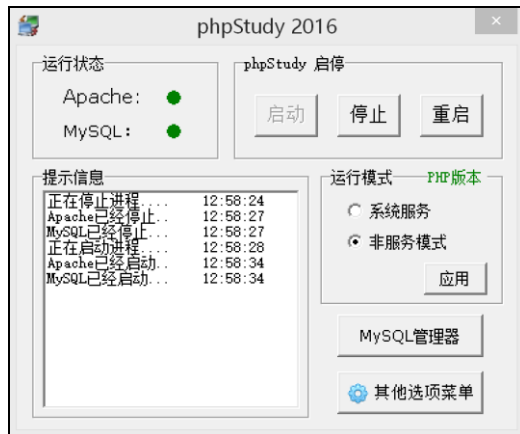 phpStudy 2016
运行状态
Apache:
MySQL:
phpStudy 启停
启动
停止
重启
提示信息
正在停止进程.... 12:58:24
Apache已经停止.. 12:58:27
MySQL已经停止... 12:58:27
正在启动进程.... 12:58:28
Apache已经启动.. 12:58:34
MySQL已经启动... 12:58:34
运行模式 PHP版本
系统服务
非服务模式
应用
MySQL管理器
其他选项菜单